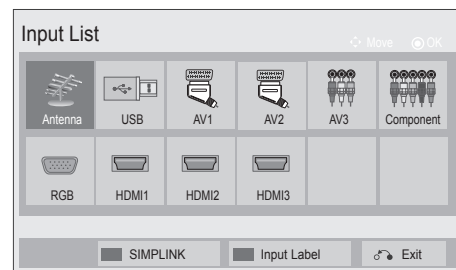 Input List
Move OK
Antenna USB AV1 AV2 AV3 Component
RGB HDMI1 HDMI2 HDMI3
SIMPLINK Input Label Exit